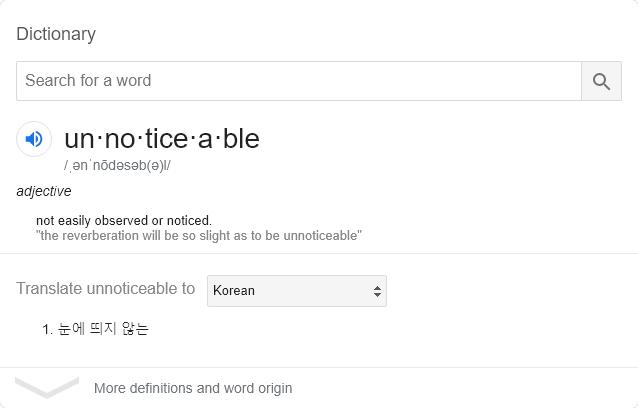 Dictionary
Search for a word
un·no·tice·a·ble
/ˌənˈnōdəsəb(ə)l/
adjective
not easily observed or noticed.
"the reverberation will be so slight as to be unnoticeable"
Translate unnoticeable to Korean
1. 눈에 띄지 않는
More definitions and word origin